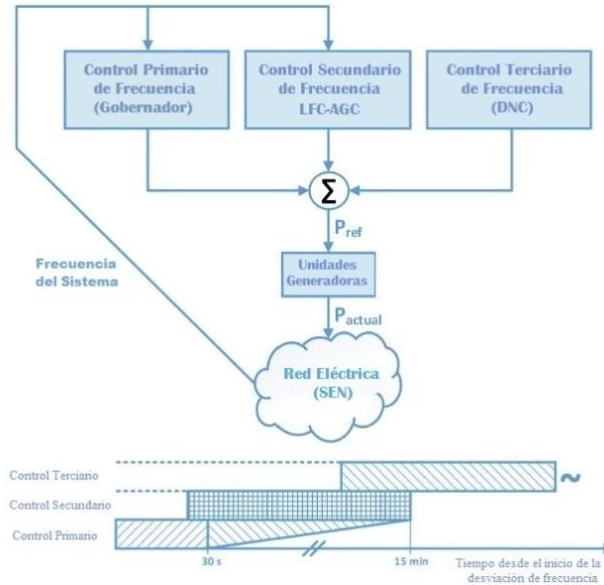 Control Primario
de Frecuencia
(Gobernador)
Control Secundario
de Frecuencia
LFC-AGC
Control Terciario
de Frecuencia
(DNC)
Σ
P_ref
Frecuencia
del Sistema
Unidades
Generadoras
P_actual
Red Eléctrica
(SEN)
Control Terciario
~
Control Secundario
Control Primario
30 s
15 min
Tiempo desde el inicio de la
desviación de frecuencia